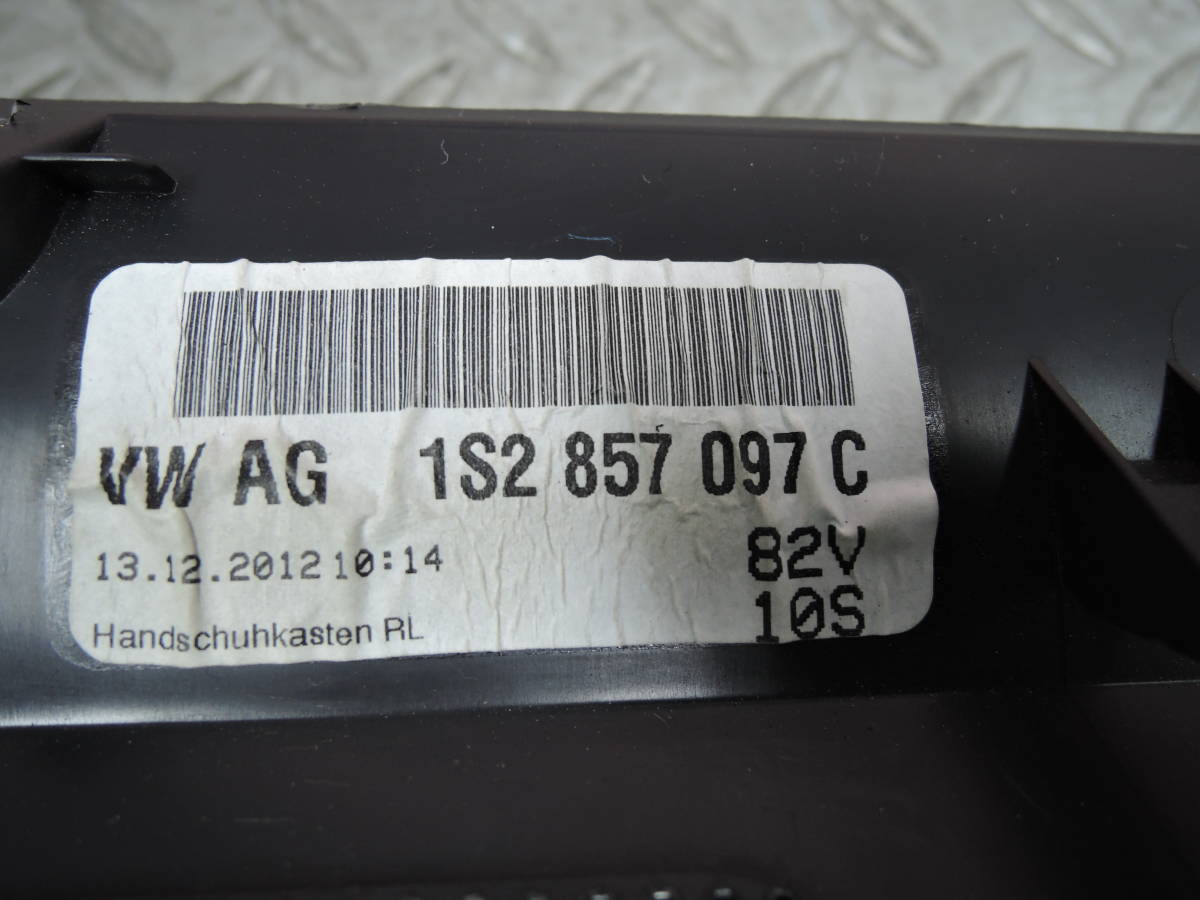 VW AG 1S2 857 097 C
13.12.2012 10:14 82V
10S
Handschuhkasten RL